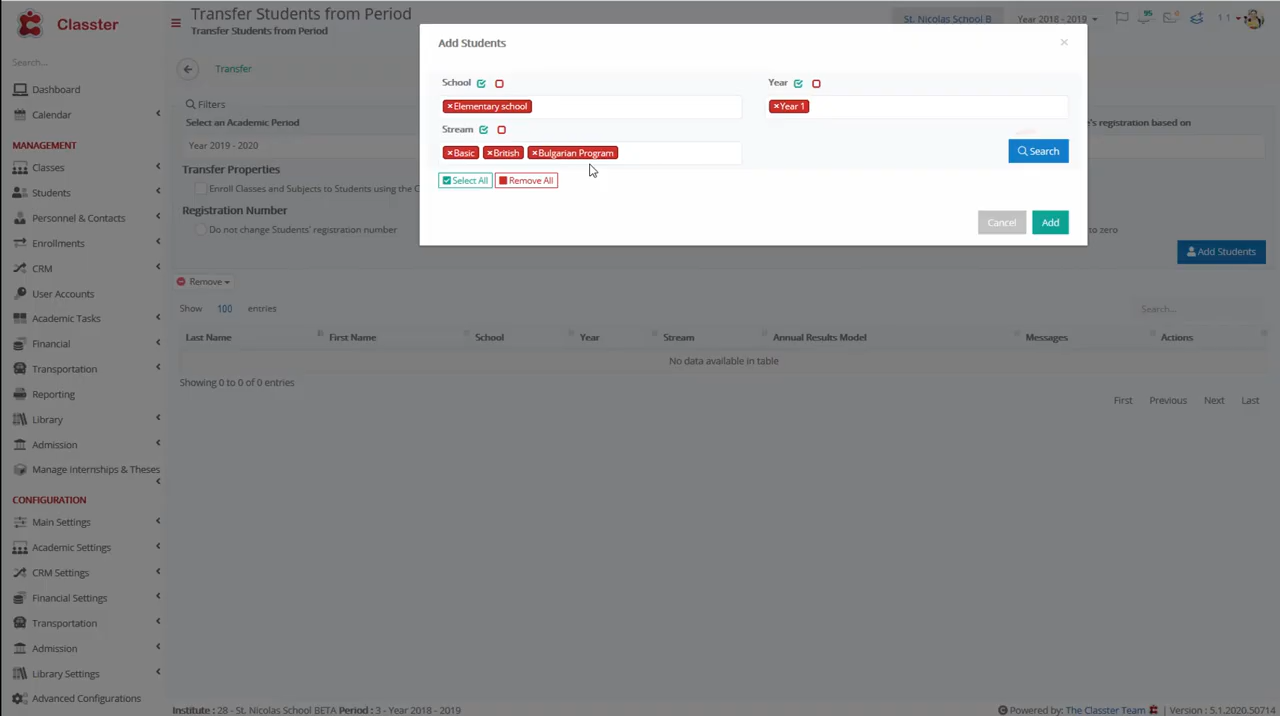 Classter
Transfer Students from Period
Transfer Students from Period
St. Nicolas School B
Year 2018 - 2019
95
1 1
Search...
Transfer
Dashboard
Calendar
MANAGEMENT
Classes
Students
Personnel & Contacts
Enrollments
CRM
User Accounts
Academic Tasks
Financial
Transportation
Reporting
Library
Admission
Manage Internships & Theses
CONFIGURATION
Main Settings
Academic Settings
CRM Settings
Financial Settings
Transportation
Admission
Library Settings
Advanced Configurations
Filters
Select an Academic Period
Year 2019 - 2020
Transfer Properties
Enroll Classes and Subjects to Students using the G
Registration Number
Do not change Students' registration number
's registration based on
to zero
Add Students
Add Students
×
School
×Elementary school
Year
×Year 1
Stream
×Basic ×British ×Bulgarian Program
Search
Select All Remove All
Cancel Add
Remove
Show 100 entries
Search...
Last Name First Name School Year Stream Annual Results Model Messages Actions
No data available in table
Showing 0 to 0 of 0 entries
First Previous Next Last
Institute : 28 - St. Nicolas School BETA Period : 3 - Year 2018 - 2019
Powered by: The Classter Team | Version : 5.1.2020.50714